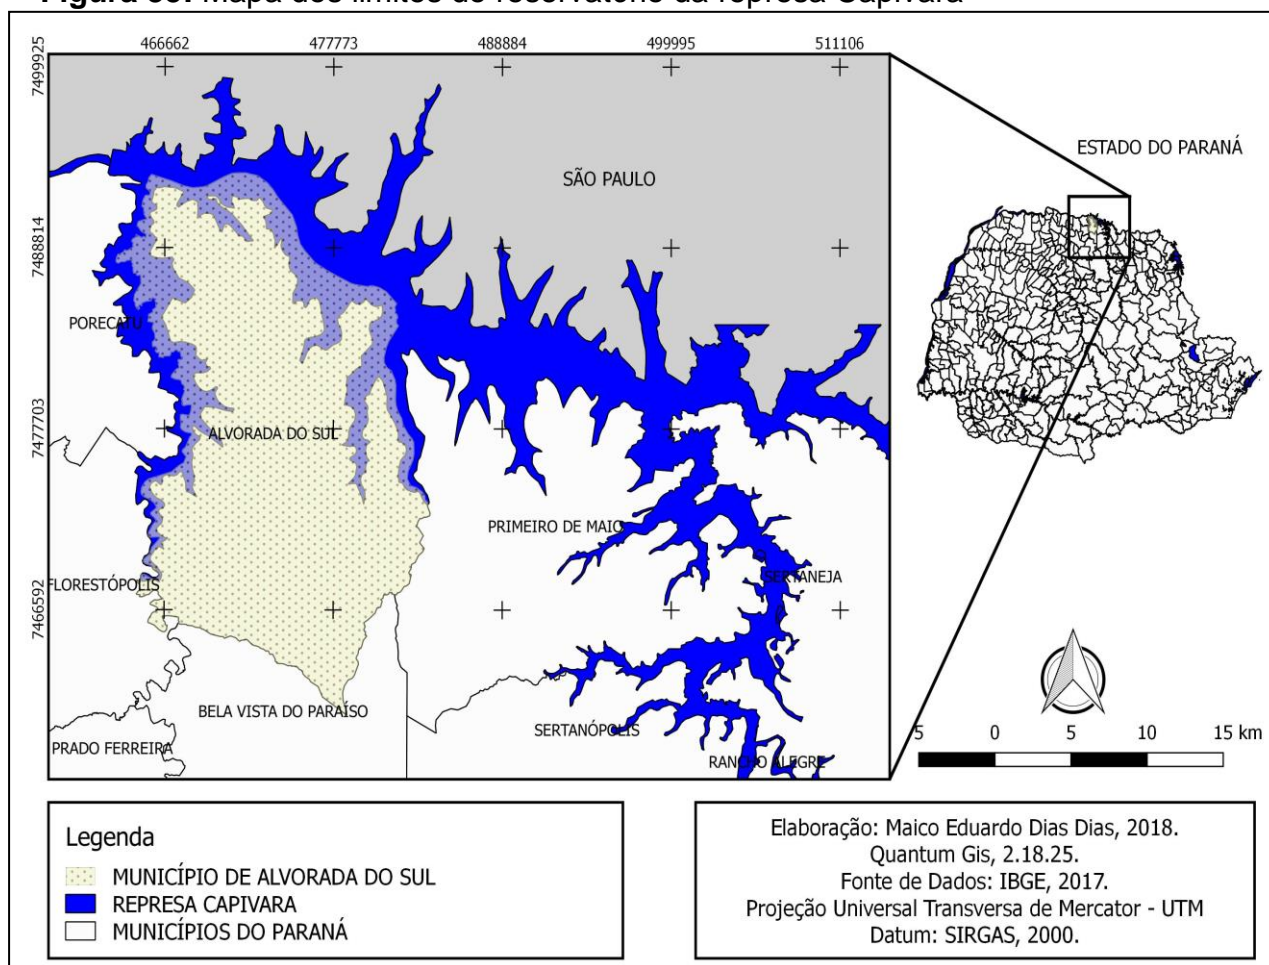 Figura Mapa dos limites do reservatório da represa Capivara
466662 477773 488884 499995 511106
7499925
7488814
7477703
7466592
ESTADO DO PARANÁ
SÃO PAULO
PORECATU
ALVORADA DO SUL
PRIMEIRO DE MAIO
SERTANEJA
FLORESTÓPOLIS
BELA VISTA DO PARAÍSO
SERTANÓPOLIS
PRADO FERREIRA
RANCHO ALEGRE
5 0 5 10 15 km
Legenda
MUNICÍPIO DE ALVORADA DO SUL
REPRESA CAPIVARA
MUNICÍPIOS DO PARANÁ
Elaboração: Maico Eduardo Dias Dias, 2018.
Quantum Gis, 2.18.25.
Fonte de Dados: IBGE, 2017.
Projeção Universal Transversa de Mercator - UTM
Datum: SIRGAS, 2000.